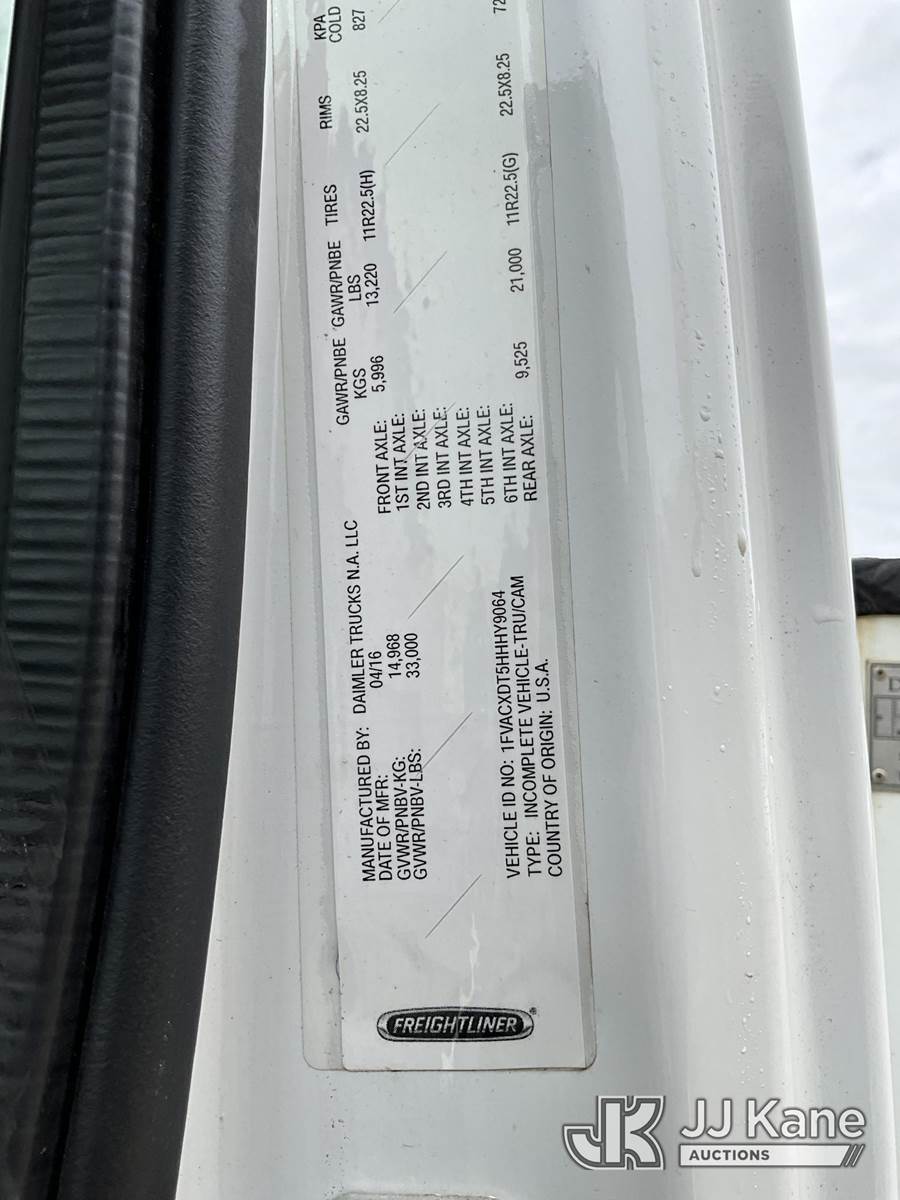 FREIGHTLINER®
MANUFACTURED BY: DAIMLER TRUCKS N.A. LLC
DATE OF MFR: 04/16
GVWR/PNBV-KG: 14,968
GVWR/PNBV-LBS: 33,000
VEHICLE ID NO: 1FVACXDT5HHHY9064
TYPE: INCOMPLETE VEHICLE-TRU/CAM
COUNTRY OF ORIGIN: U.S.A.
GAWR/PNBE GAWR/PNBE TIRES RIMS KPA
KGS LBS COLD
FRONT AXLE: 5,996 13,220 11R22.5(H) 22.5X8.25 827
1ST INT AXLE:
2ND INT AXLE:
3RD INT AXLE:
4TH INT AXLE:
5TH INT AXLE:
6TH INT AXLE:
REAR AXLE: 9,525 21,000 11R22.5(G) 22.5X8.25 72
JK JJ Kane
AUCTIONS